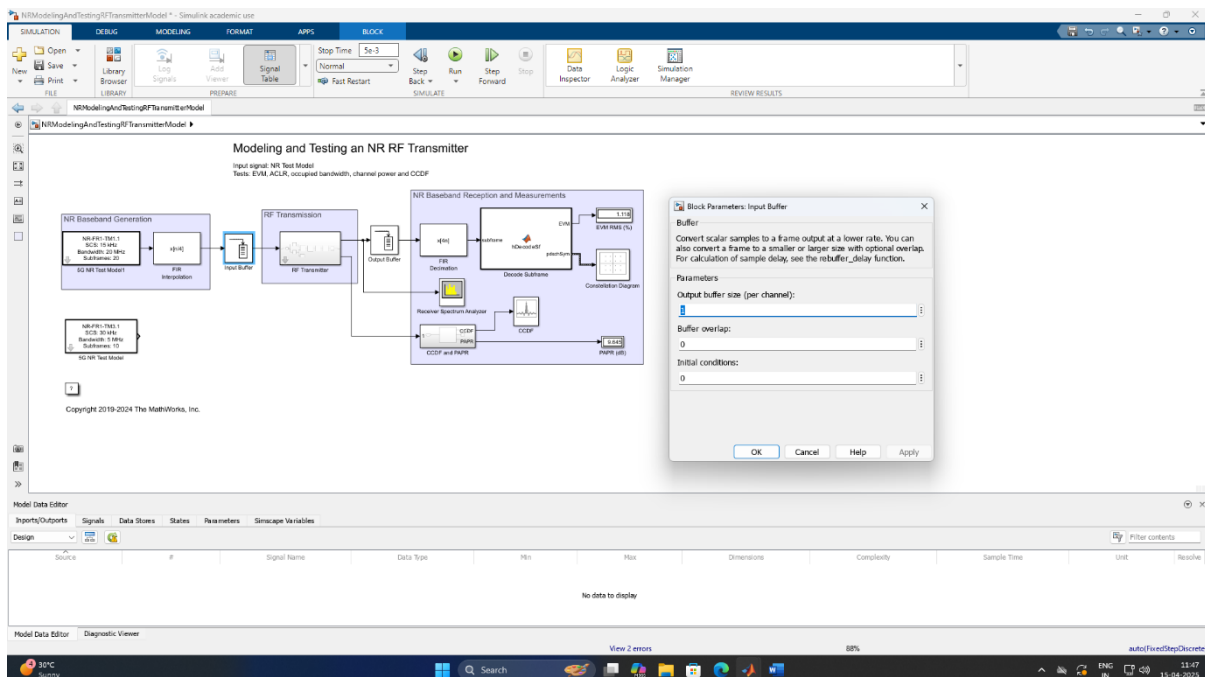 NRModelingAndTestingRFTransmitterModel * - Simulink academic use
SIMULATION DEBUG MODELING FORMAT APPS BLOCK
New
Open
Save
Print
FILE
Library Browser
LIBRARY
Log Signals
Add Viewer
Signal Table
PREPARE
Stop Time 5e-3
Normal
Fast Restart
Step Back
Run
Step Forward
Stop
SIMULATE
Data Inspector
Logic Analyzer
Simulation Manager
REVIEW RESULTS
NRModelingAndTestingRFTransmitterModel
NRModelingAndTestingRFTransmitterModel
Modeling and Testing an NR RF Transmitter
Input signal: NR Test Model
Tests: EVM, ACLR, occupied bandwidth, channel power and CCDF
NR Baseband Generation
NR-FR1-TM1.1
SCS: 15 kHz
Bandwidth: 20 MHz
Subframes: 20
5G NR Test Model1
x[n/4]
FIR
Interpolation
Input Buffer
RF Transmission
RF Transmitter
Output Buffer
NR Baseband Reception and Measurements
x[4n]
FIR
Decimation
subframe
hDecodeSF
EVM
pdschSym
Decode Subframe
1.118
EVM RMS (%)
Constellation Diagram
Receiver Spectrum Analyzer
CCDF
CCDF
PAPR
CCDF and PAPR
9.645
PAPR (dB)
NR-FR1-TM3.1
SCS: 30 kHz
Bandwidth: 5 MHz
Subframes: 10
5G NR Test Model
?
Copyright 2019-2024 The MathWorks, Inc.
Block Parameters: Input Buffer
Buffer
Convert scalar samples to a frame output at a lower rate. You can
also convert a frame to a smaller or larger size with optional overlap.
For calculation of sample delay, see the rebuffer_delay function.
Parameters
Output buffer size (per channel):
1
Buffer overlap:
0
Initial conditions:
0
OK Cancel Help Apply
Model Data Editor
Inports/Outports Signals Data Stores States Parameters Simscape Variables
Design
Filter contents
Source # Signal Name Data Type Min Max Dimensions Complexity Sample Time Unit Resolve
No data to display
Model Data Editor Diagnostic Viewer
View 2 errors 88% auto(FixedStepDiscrete
30°C
Sunny
Search
ENG
IN
11:47
15-04-2025